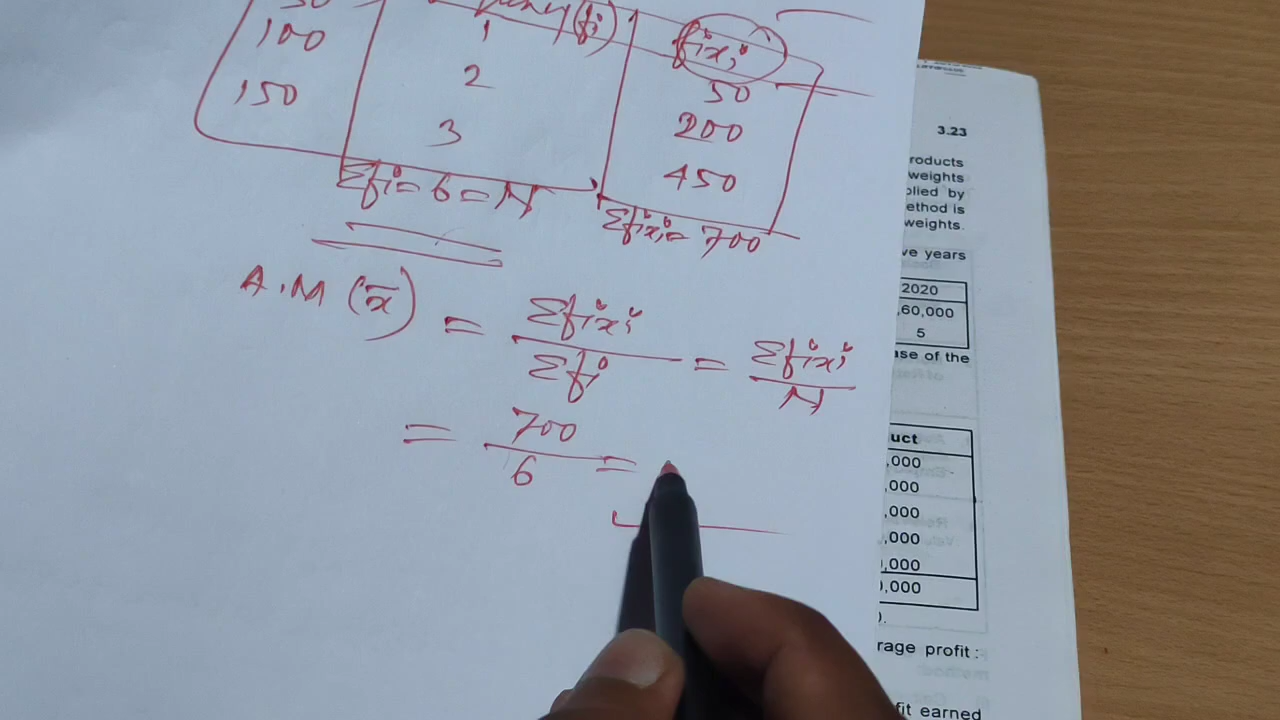 50
(fi)
fixi
100
1
50
150
2
200
3
450
Σfi = 6 = N
Σfixi = 700
A.M (x̄) = Σfixi / Σfi = Σfixi / N
= 700 / 6 =
3.23
roducts
weights
plied by
ethod is
weights.
ve years
2020
,60,000
5
ase of the
uct
,000
,000
,000
,000
,000
),000
).
rage profit :
fit earned